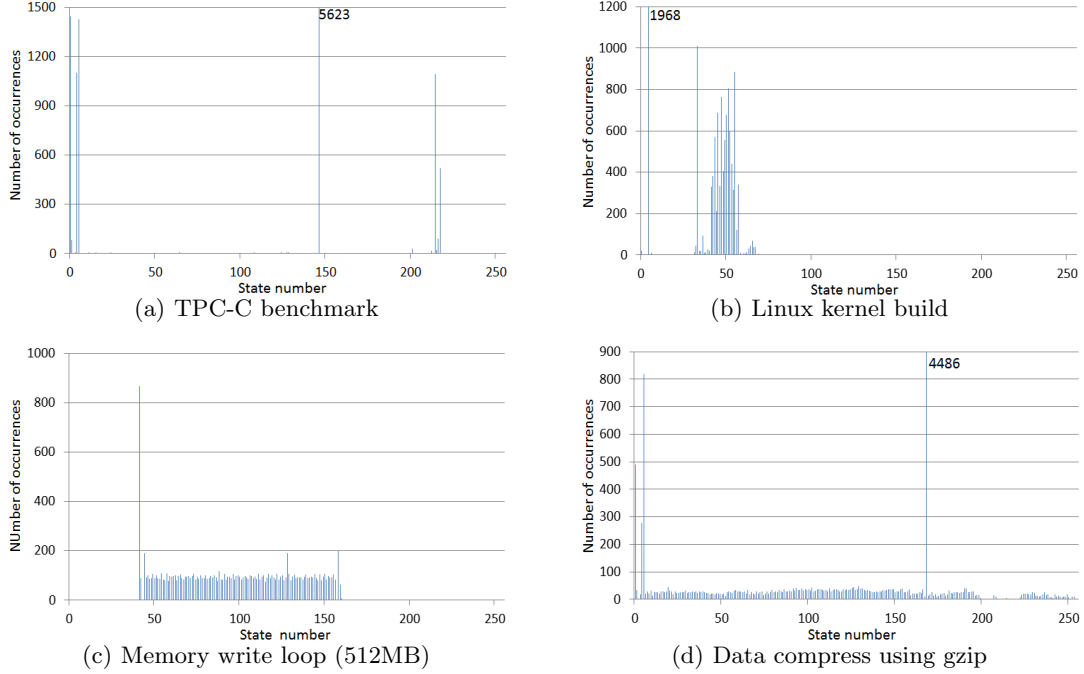 1500
5623
1200
900
600
300
0
Number of occurrences
0 50 100 150 200 250
State number
(a) TPC-C benchmark
1200
1968
1000
800
600
400
200
0
Number of occurrences
0 50 100 150 200 250
State number
(b) Linux kernel build
1000
800
600
400
200
0
NUmber of occurrences
0 50 100 150 200 250
State number
(c) Memory write loop (512MB)
900
4486
800
700
600
500
400
300
200
100
0
Number of occurrences
0 50 100 150 200 250
State number
(d) Data compress using gzip